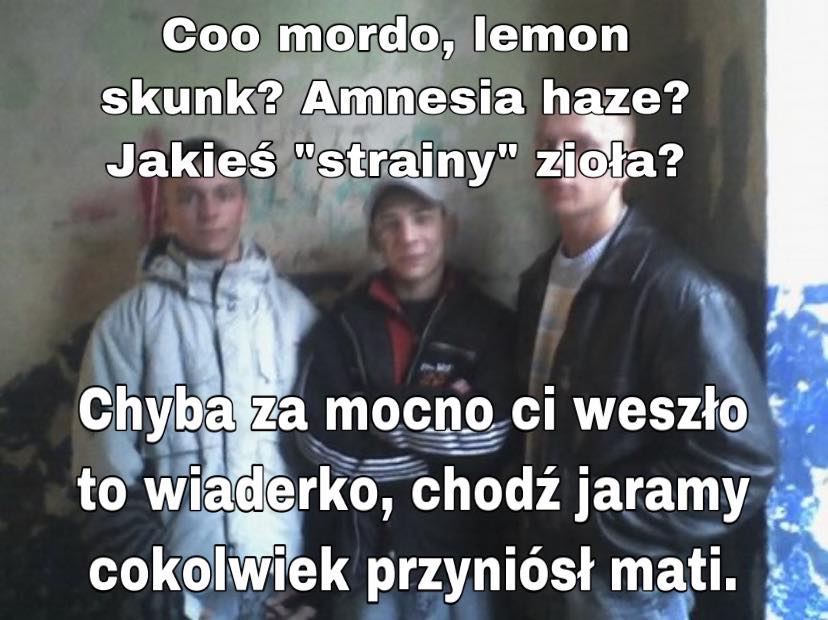 Coo mordo, lemon
skunk? Amnesia haze?
Jakieś "strainy" zioła?
Chyba za mocno ci weszło
to wiaderko, chodź jaramy
cokolwiek przyniósł mati.